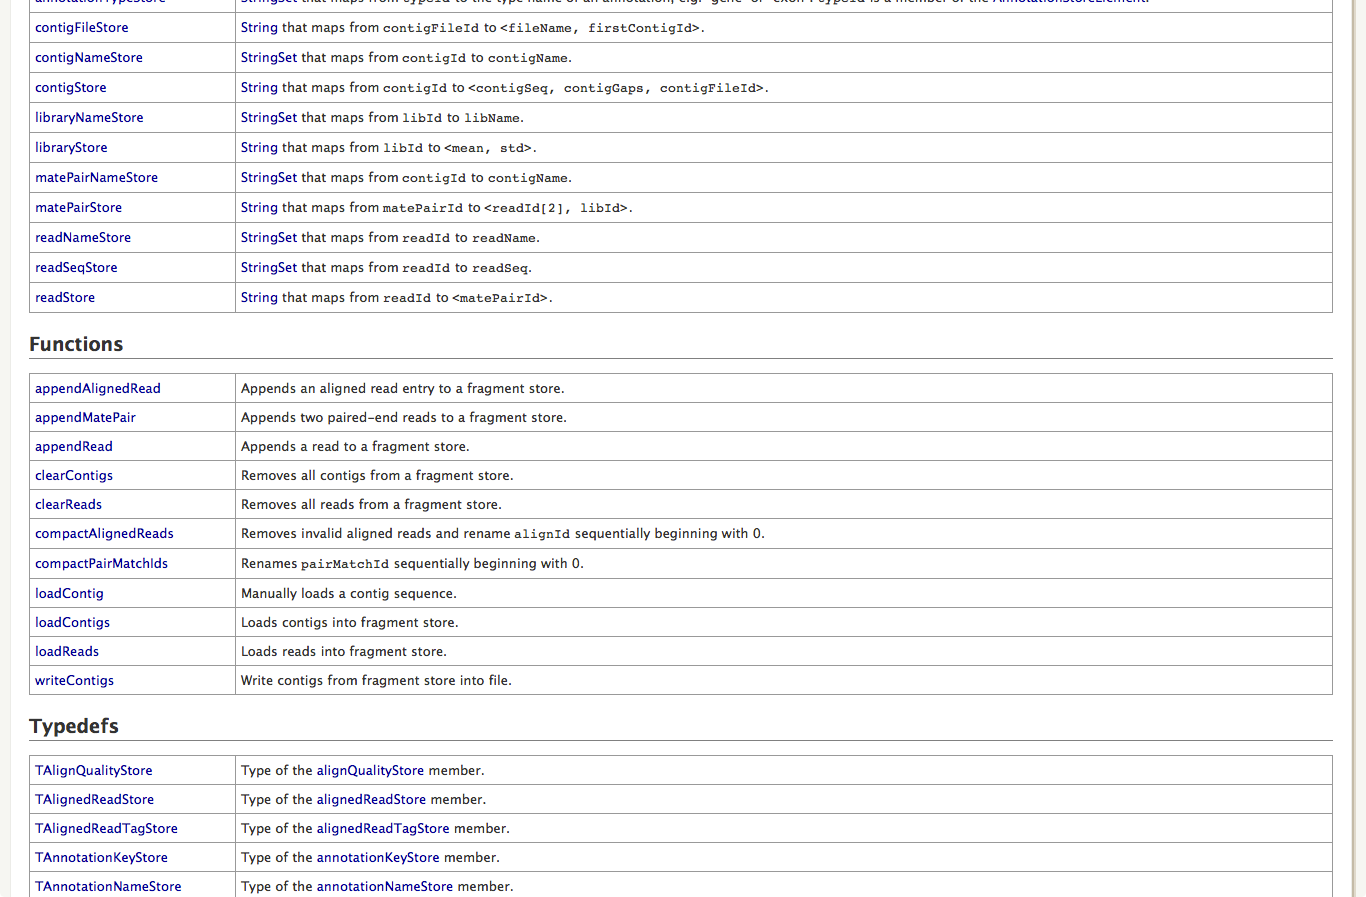 contigFileStore String that maps from contigFileId to <fileName, firstContigId>.
contigNameStore StringSet that maps from contigId to contigName.
contigStore String that maps from contigId to <contigSeq, contigGaps, contigFileId>.
libraryNameStore StringSet that maps from libId to libName.
libraryStore String that maps from libId to <mean, std>.
matePairNameStore StringSet that maps from contigId to contigName.
matePairStore String that maps from matePairId to <readId[2], libId>.
readNameStore StringSet that maps from readId to readName.
readSeqStore StringSet that maps from readId to readSeq.
readStore String that maps from readId to <matePairId>.
Functions
appendAlignedRead Appends an aligned read entry to a fragment store.
appendMatePair Appends two paired-end reads to a fragment store.
appendRead Appends a read to a fragment store.
clearContigs Removes all contigs from a fragment store.
clearReads Removes all reads from a fragment store.
compactAlignedReads Removes invalid aligned reads and rename alignId sequentially beginning with 0.
compactPairMatchIds Renames pairMatchId sequentially beginning with 0.
loadContig Manually loads a contig sequence.
loadContigs Loads contigs into fragment store.
loadReads Loads reads into fragment store.
writeContigs Write contigs from fragment store into file.
Typedefs
TAlignQualityStore Type of the alignQualityStore member.
TAlignedReadStore Type of the alignedReadStore member.
TAlignedReadTagStore Type of the alignedReadTagStore member.
TAnnotationKeyStore Type of the annotationKeyStore member.
TAnnotationNameStore Type of the annotationNameStore member.